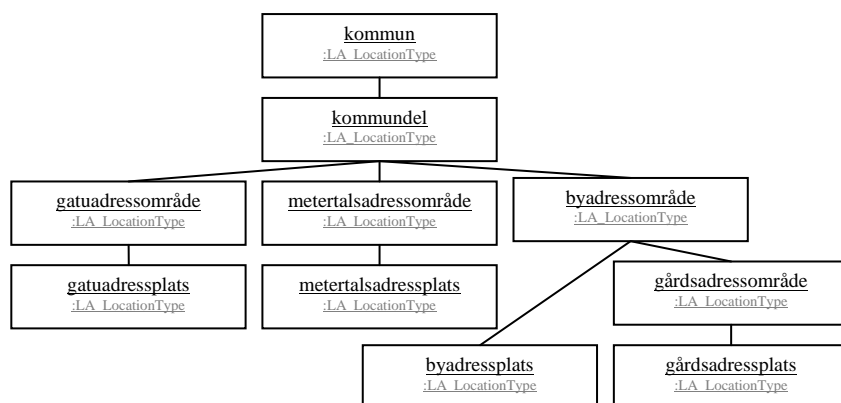 kommun
:LA_LocationType
kommundel
:LA_LocationType
gatuadressområde
:LA_LocationType
metertalsadressområde
:LA_LocationType
byadressområde
:LA_LocationType
gatuadressplats
:LA_LocationType
metertalsadressplats
:LA_LocationType
gårdsadressområde
:LA_LocationType
byadressplats
:LA_LocationType
gårdsadressplats
:LA_LocationType